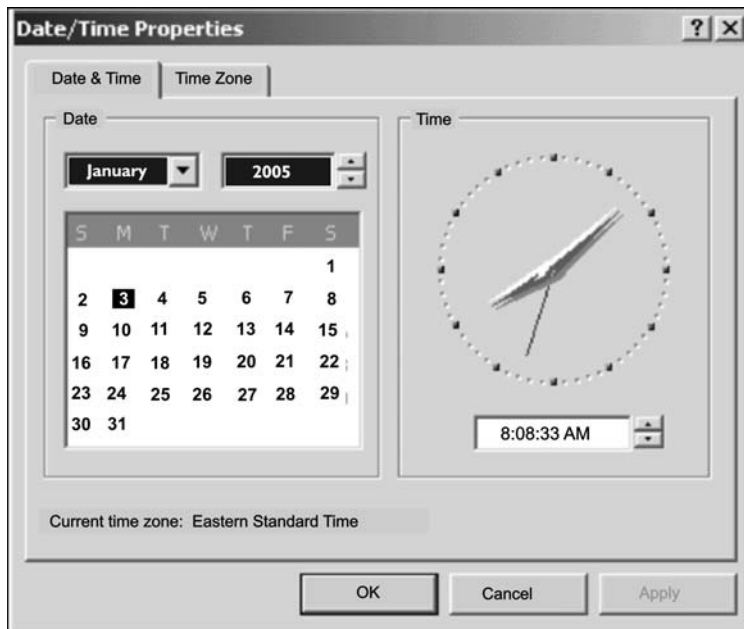 Date/Time Properties ? X
Date & Time Time Zone
Date Time
January 2005
S M T W T F S
1
2 3 4 5 6 7 8
9 10 11 12 13 14 15
16 17 18 19 20 21 22
23 24 25 26 27 28 29
30 31
8:08:33 AM
Current time zone: Eastern Standard Time
OK Cancel Apply